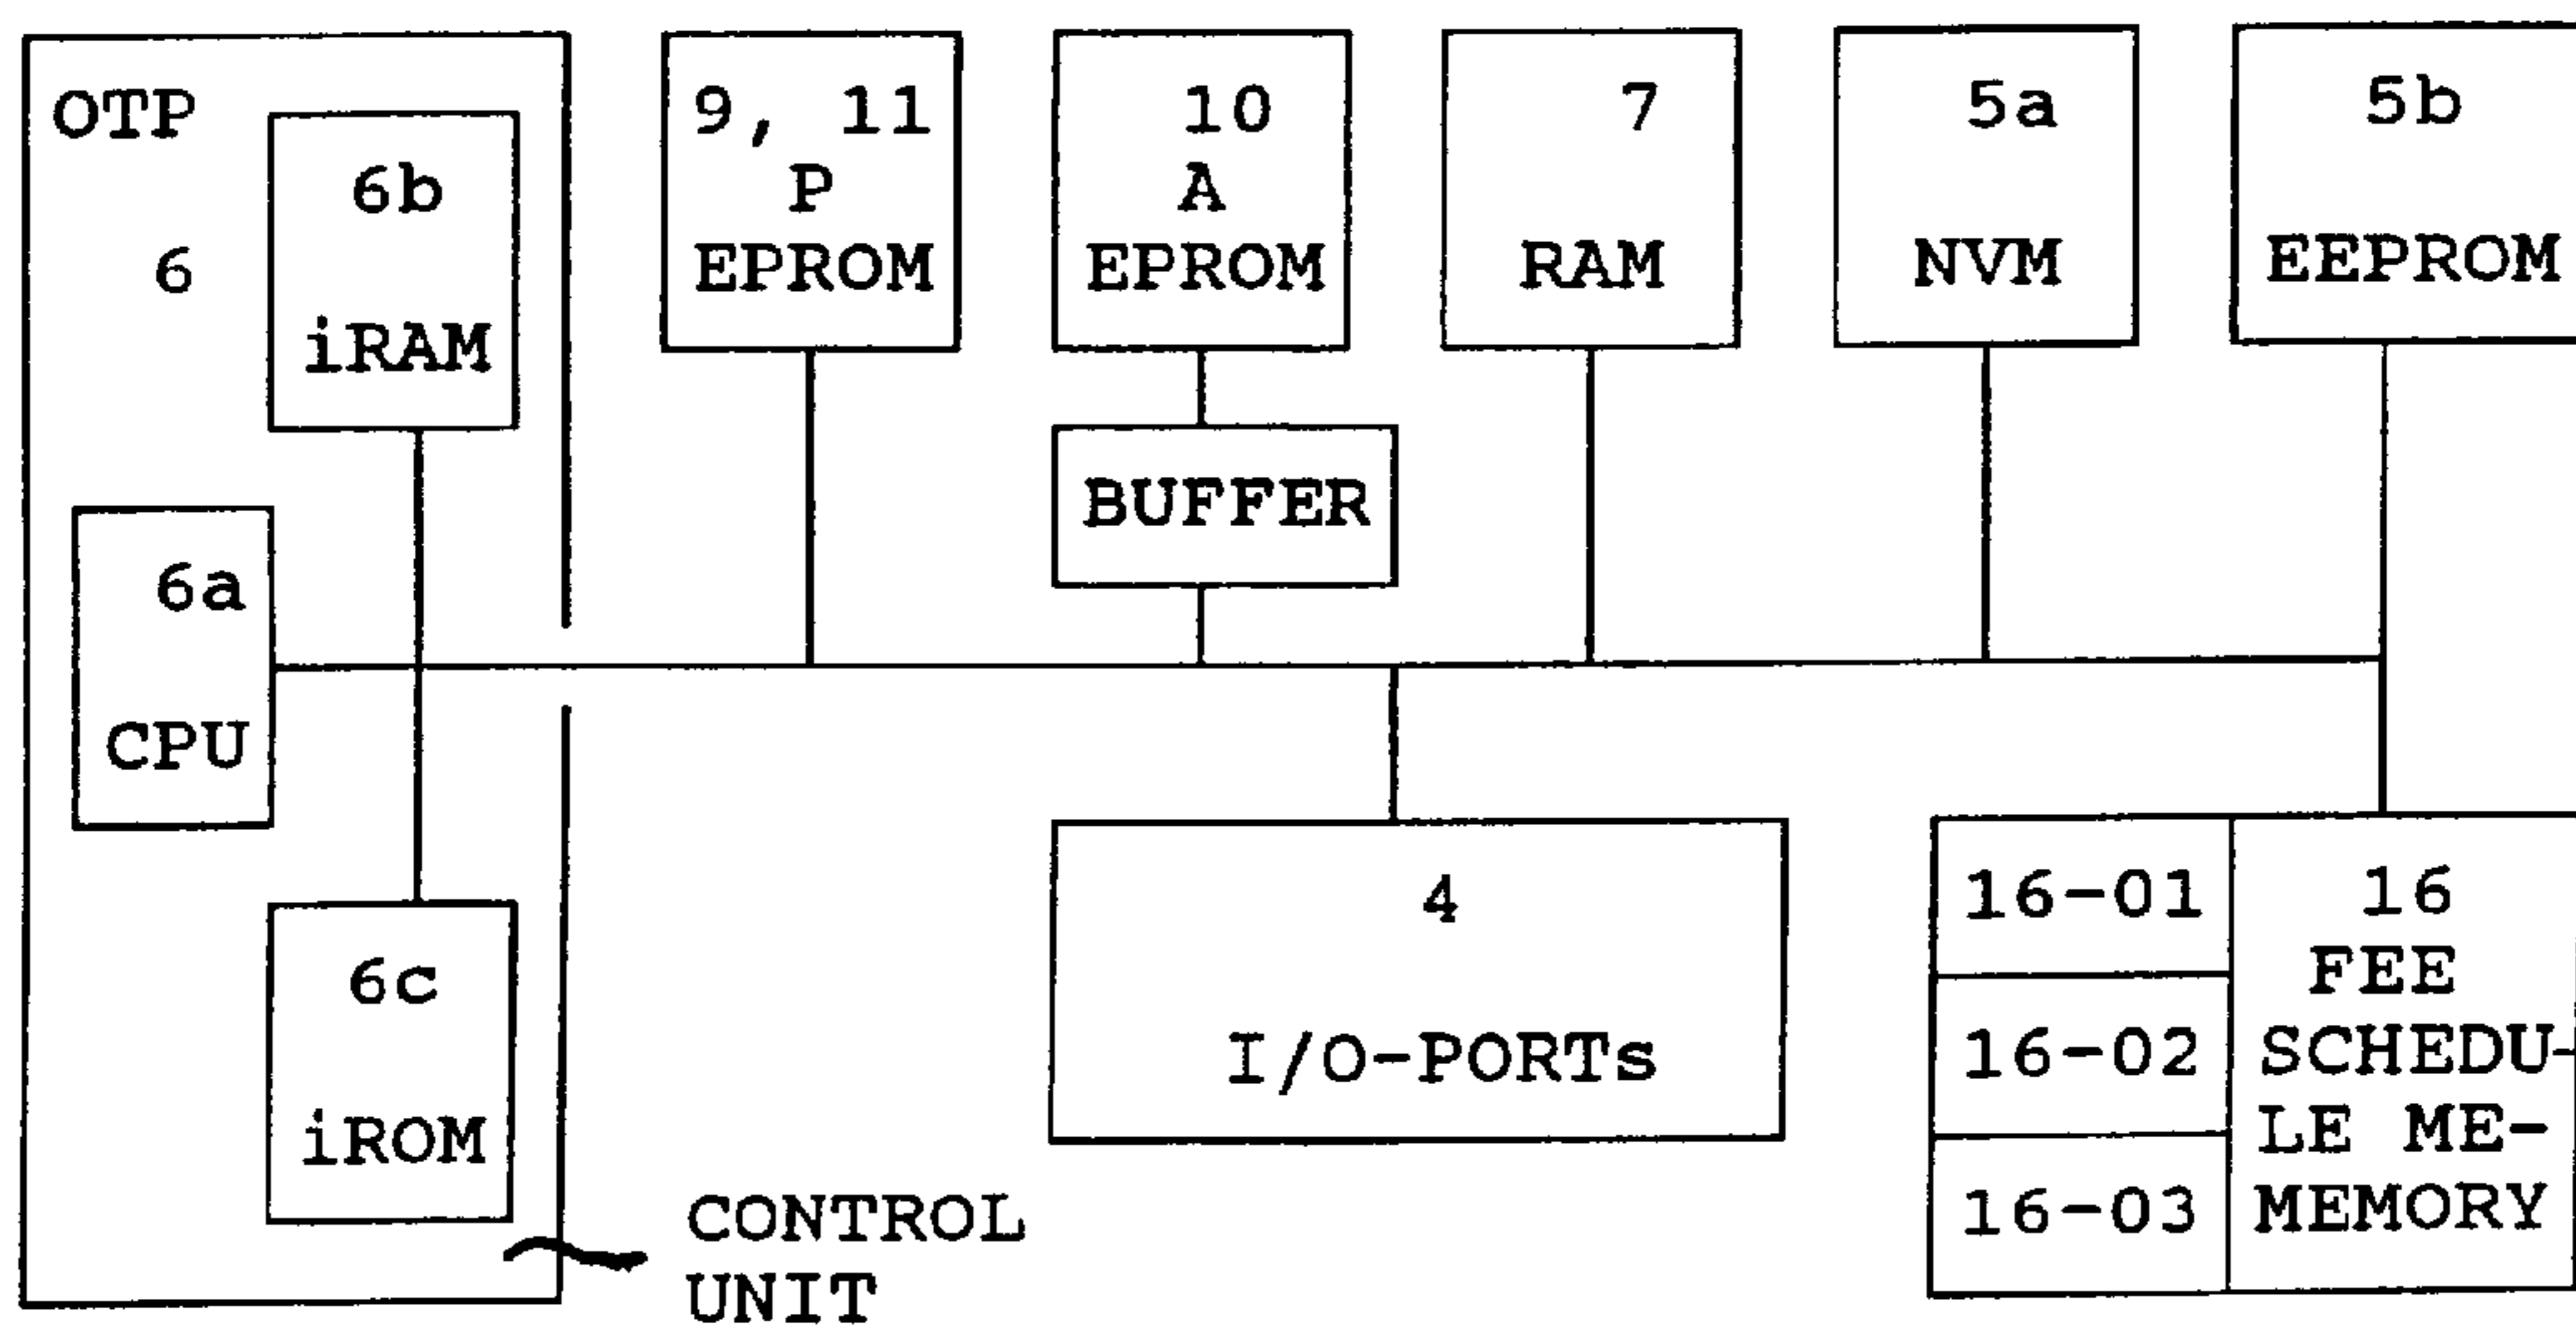 OTP
6
6b
iRAM
6a
CPU
6c
iROM
CONTROL
UNIT
9, 11
P
EPROM
10
A
EPROM
BUFFER
7
RAM
5a
NVM
5b
EEPROM
4
I/O-PORTs
16-01
16-02
16-03
16
FEE
SCHEDU-
LE ME-
MEMORY